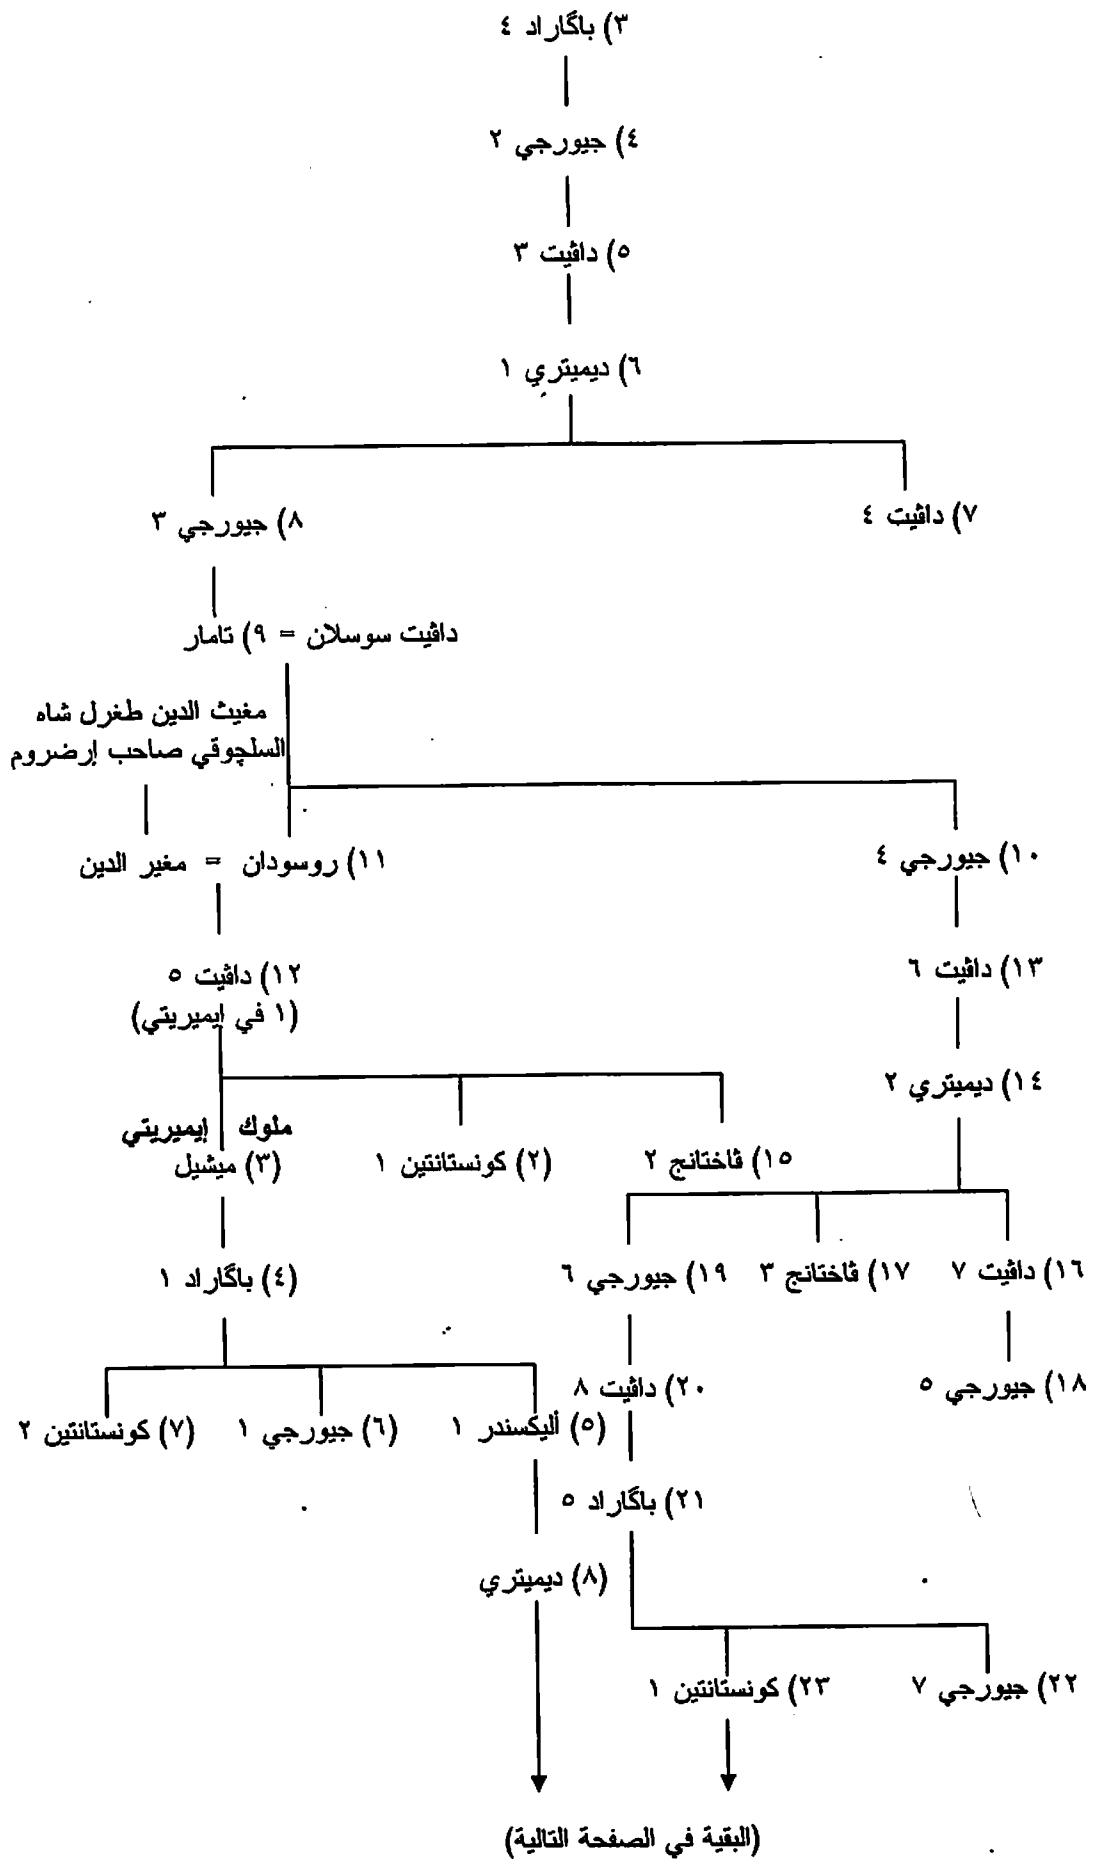 ٣) باگاراد ٤
٤) جيورجي ٢
٥) داڤيت ٣
٦) ديميتري ١
٧) داڤيت ٤
٨) جيورجي ٣
داڤيت سوسلان = ٩) تامار
مغيث الدين طغرل شاه
السلچوقي صاحب إرضروم
١٠) جيورجي ٤
١١) روسودان = مغير الدين
١٣) داڤيت ٦
١٢) داڤيت ٥
(١ في إيميريتي)
١٤) ديميتري ٢
ملوك إيميريتي
١٥) ڤاختانج ٢
(٢) كونستانتين ١
(٣) ميشيل
١٦) داڤيت ٧
١٧) ڤاختانج ٣
١٩) جيورجي ٦
(٤) باگاراد ١
١٨) جيورجي ٥
٢٠) داڤيت ٨
(٥) أليكسندر ١
(٦) جيورجي ١
(٧) كونستانتين ٢
٢١) باگاراد ٥
(٨) ديميتري
٢٢) جيورجي ٧
٢٣) كونستانتين ١
(البقية في الصفحة التالية)